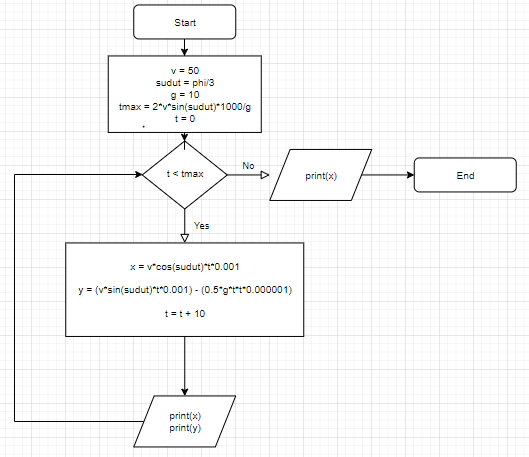 Start
v = 50
sudut = phi/3
g = 10
tmax = 2*v*sin(sudut)*1000/g
t = 0
t < tmax
No
print(x)
End
Yes
x = v*cos(sudut)*t*0.001
y = (v*sin(sudut)*t*0.001) - (0.5*g*t*t*0.000001)
t = t + 10
print(x)
print(y)